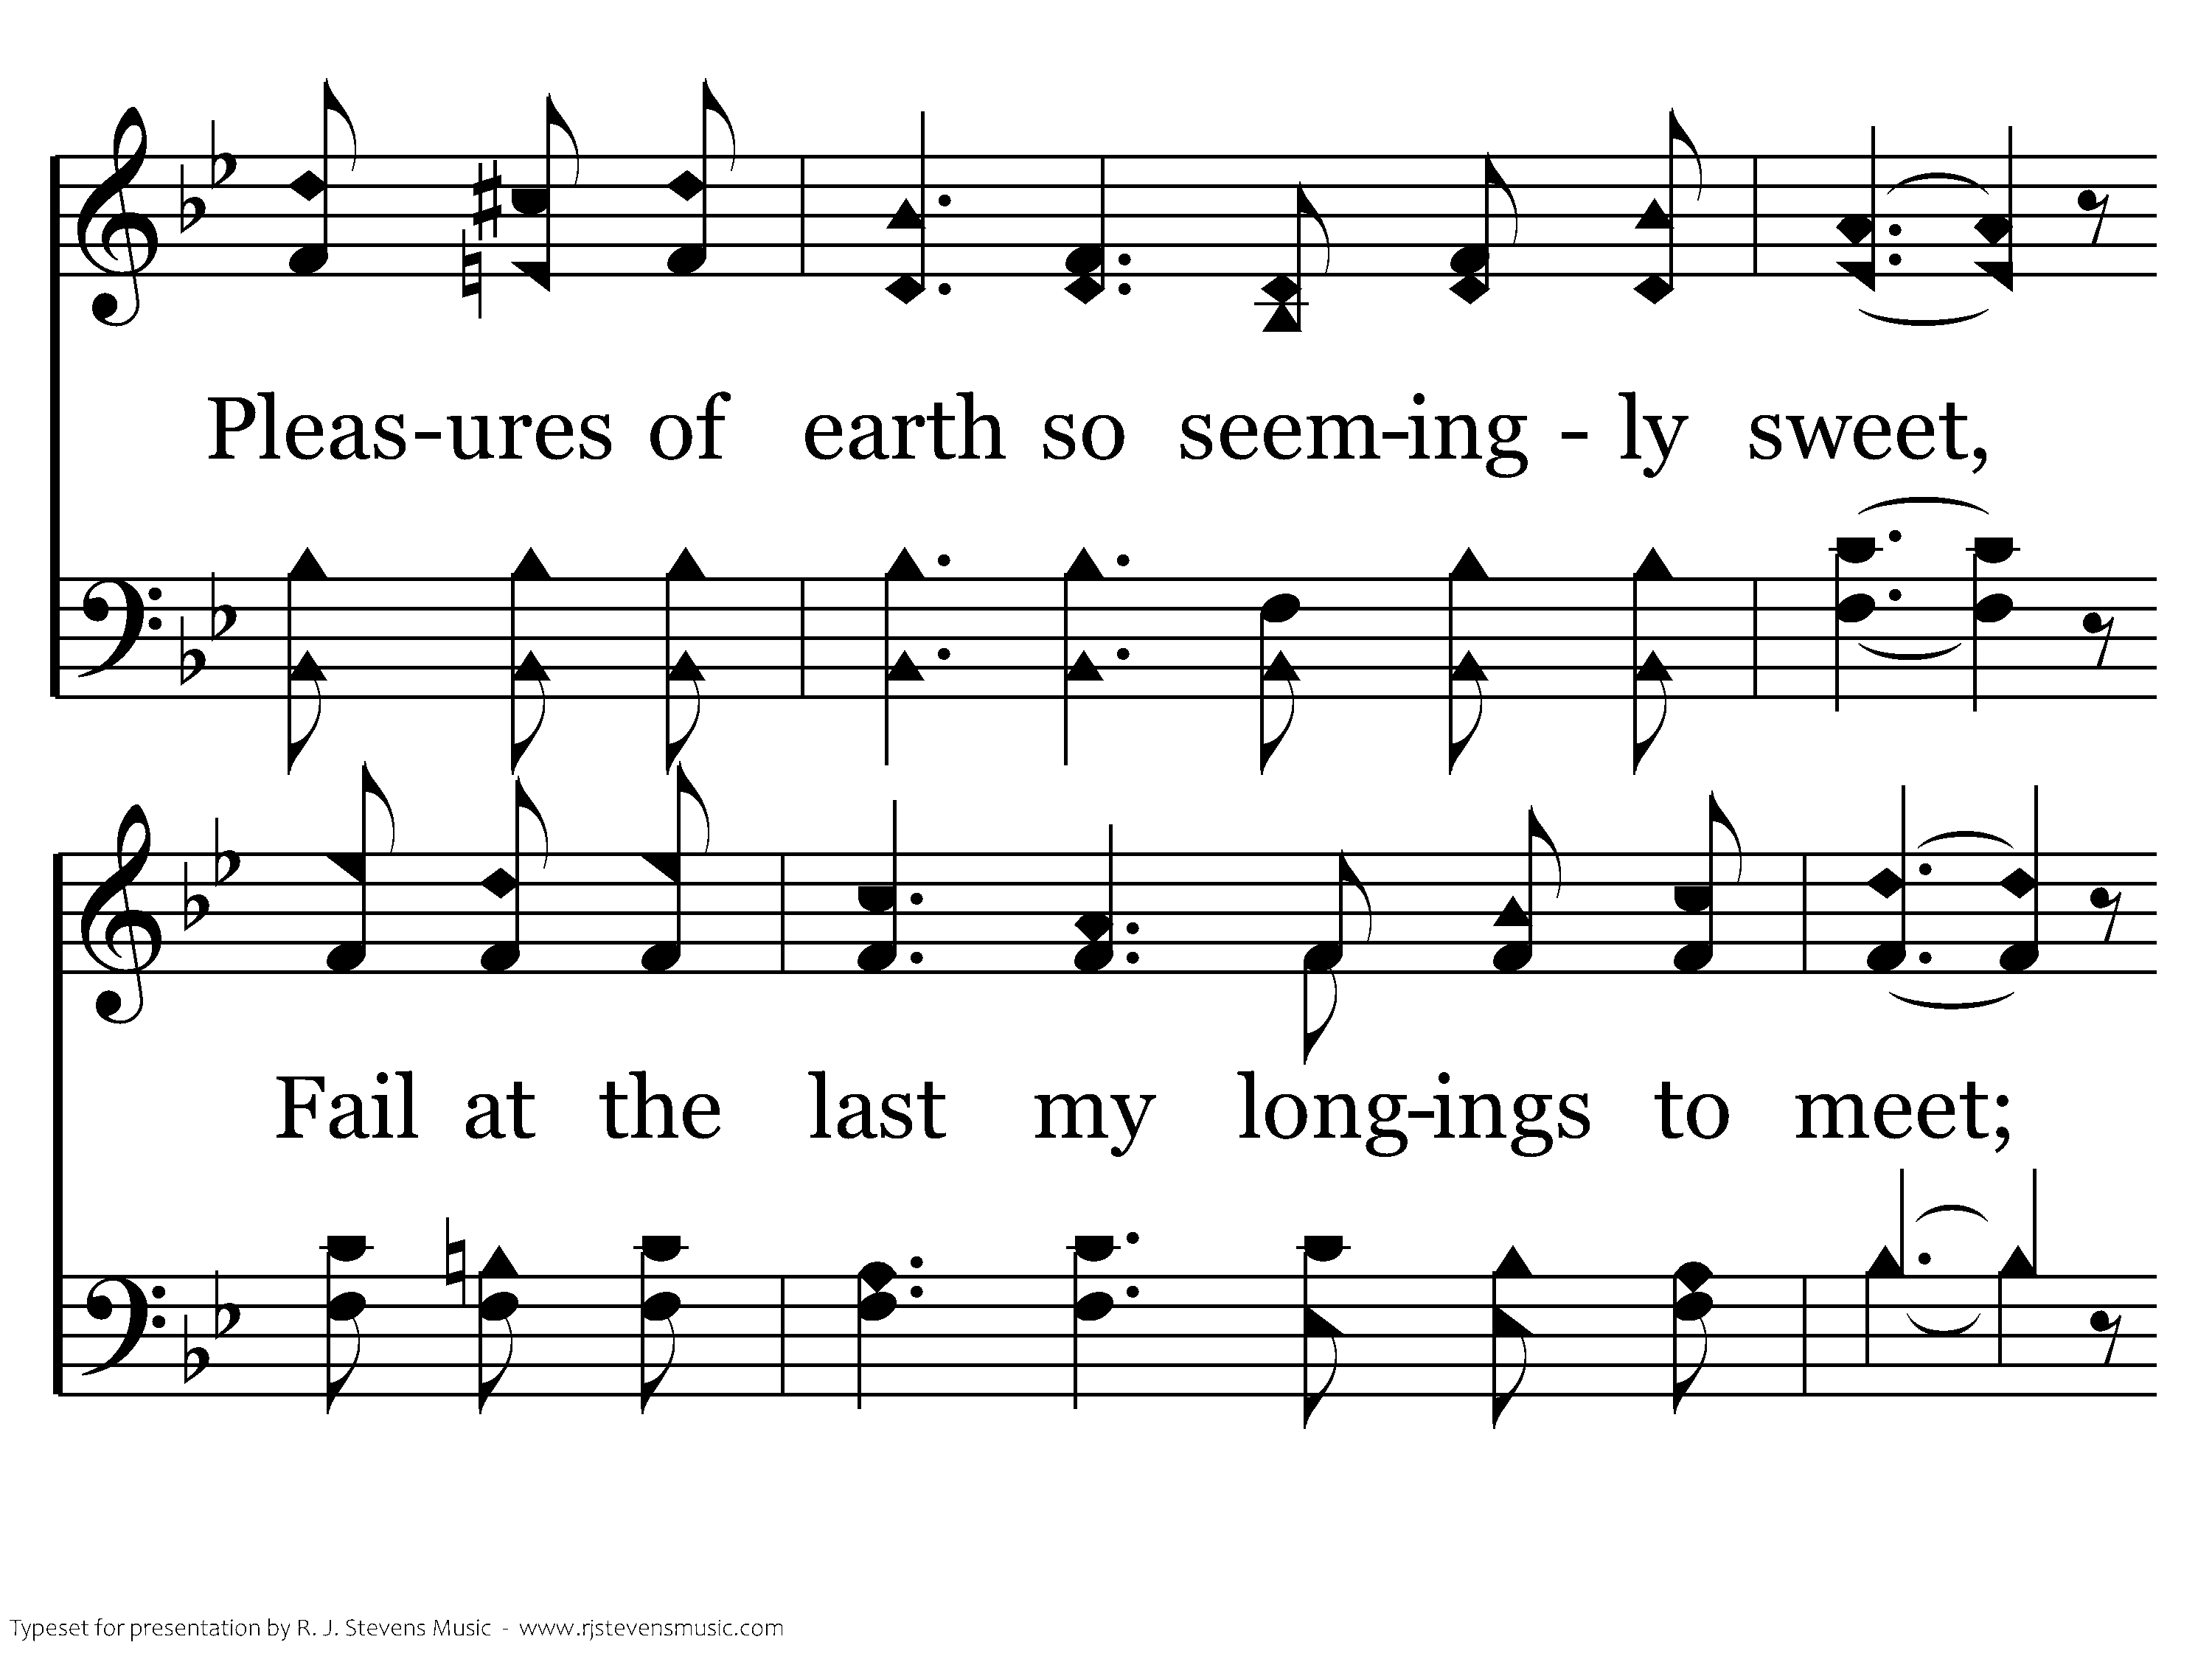 Pleas-ures of earth so seem-ing - ly sweet,
Fail at the last my long-ings to meet;
Typeset for presentation by R. J. Stevens Music - www.rjstevensmusic.com